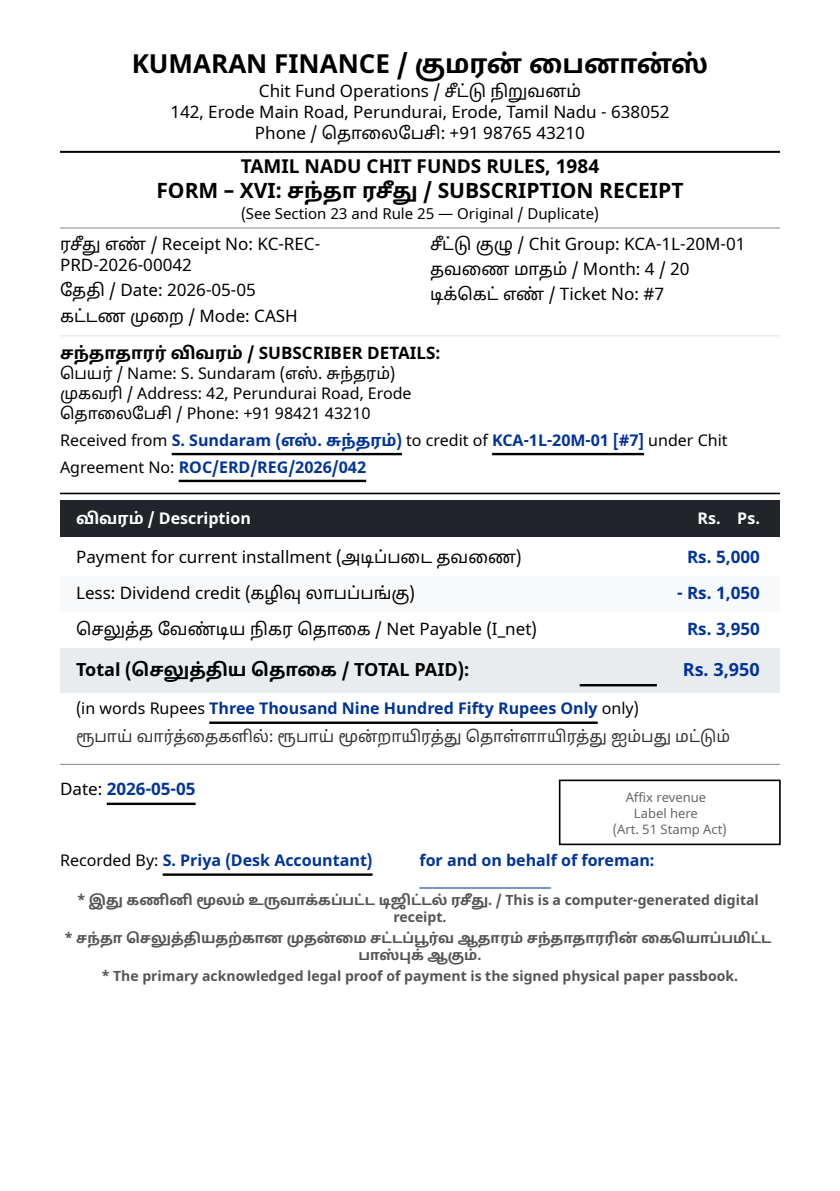 KUMARAN FINANCE / குமரன் பைனான்ஸ்
Chit Fund Operations / சீட்டு நிறுவனம்
142, Erode Main Road, Perundurai, Erode, Tamil Nadu - 638052
Phone / தொலைபேசி: +91 98765 43210
TAMIL NADU CHIT FUNDS RULES, 1984
FORM – XVI: சந்தா ரசீது / SUBSCRIPTION RECEIPT
(See Section 23 and Rule 25 — Original / Duplicate)
ரசீது எண் / Receipt No: KC-REC-
PRD-2026-00042
தேதி / Date: 2026-05-05
கட்டண முறை / Mode: CASH
சீட்டு குழு / Chit Group: KCA-1L-20M-01
தவணை மாதம் / Month: 4 / 20
டிக்கெட் எண் / Ticket No: #7
சந்தாதாரர் விவரம் / SUBSCRIBER DETAILS:
பெயர் / Name: S. Sundaram (எஸ். சுந்தரம்)
முகவரி / Address: 42, Perundurai Road, Erode
தொலைபேசி / Phone: +91 98421 43210
Received from S. Sundaram (எஸ். சுந்தரம்) to credit of KCA-1L-20M-01 [#7] under Chit
Agreement No: ROC/ERD/REG/2026/042
விவரம் / Description Rs. Ps.
Payment for current installment (அடிப்படை தவணை) Rs. 5,000
Less: Dividend credit (கழிவு லாபப்பங்கு) - Rs. 1,050
செலுத்த வேண்டிய நிகர தொகை / Net Payable (I_net) Rs. 3,950
Total (செலுத்திய தொகை / TOTAL PAID): Rs. 3,950
(in words Rupees Three Thousand Nine Hundred Fifty Rupees Only only)
ரூபாய் வார்த்தைகளில்: ரூபாய் மூன்றாயிரத்து தொள்ளாயிரத்து ஐம்பது மட்டும்
Date: 2026-05-05
Affix revenue
Label here
(Art. 51 Stamp Act)
Recorded By: S. Priya (Desk Accountant) for and on behalf of foreman:
* இது கணினி மூலம் உருவாக்கப்பட்ட டிஜிட்டல் ரசீது. / This is a computer-generated digital
receipt.
* சந்தா செலுத்தியதற்கான முதன்மை சட்டப்பூர்வ ஆதாரம் சந்தாதாரரின் கையொப்பமிட்ட
பாஸ்புக் ஆகும்.
* The primary acknowledged legal proof of payment is the signed physical paper passbook.